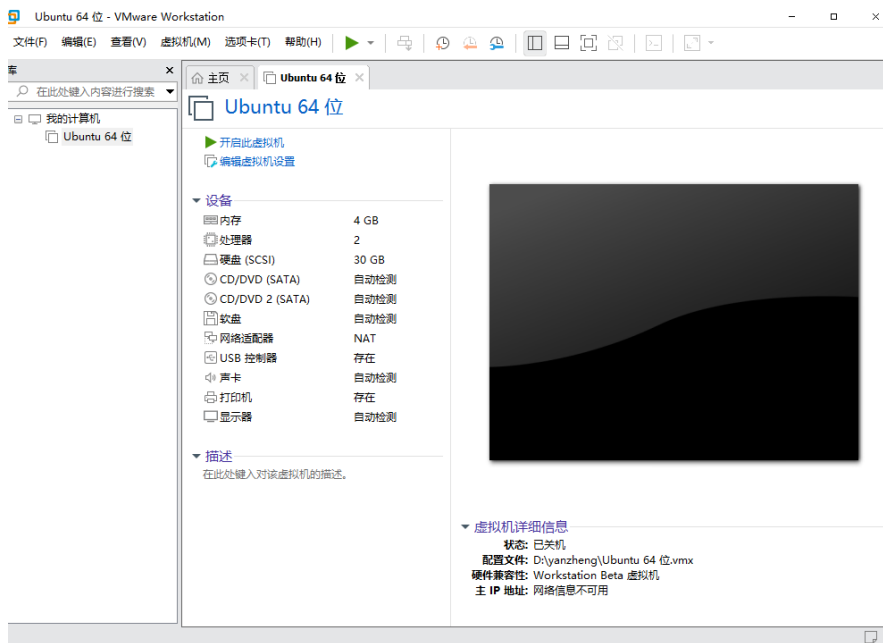 Ubuntu 64 位 - VMware Workstation
文件(F) 编辑(E) 查看(V) 虚拟机(M) 选项卡(T) 帮助(H)
库
主页
Ubuntu 64 位
在此处键入内容进行搜索
我的计算机
Ubuntu 64 位
Ubuntu 64 位
开启此虚拟机
编辑虚拟机设置
设备
内存 4 GB
处理器 2
硬盘 (SCSI) 30 GB
CD/DVD (SATA) 自动检测
CD/DVD 2 (SATA) 自动检测
软盘 自动检测
网络适配器 NAT
USB 控制器 存在
声卡 自动检测
打印机 存在
显示器 自动检测
描述
在此处键入对该虚拟机的描述。
虚拟机详细信息
状态: 已关机
配置文件: D:\yanzheng\Ubuntu 64 位.vmx
硬件兼容性: Workstation Beta 虚拟机
主 IP 地址: 网络信息不可用